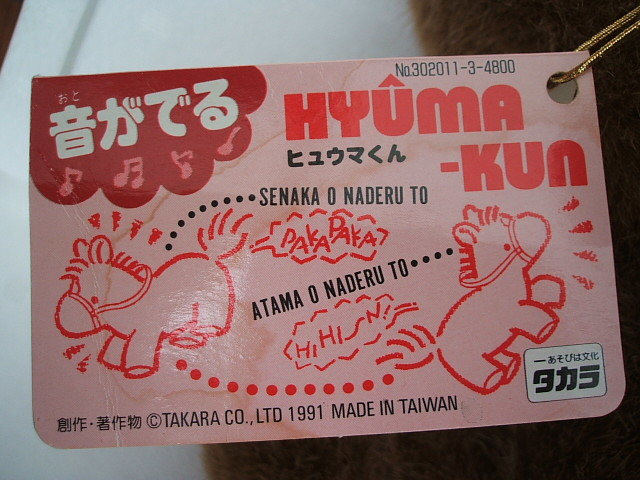 No.302011-3-4800
おと
音がでる
HYÛMA
-KUN
ヒュウマくん
SENAKA O NADERU TO
PAKAPAKA
ATAMA O NADERU TO
HIHI~N!
ーあそびは文化
タカラ
創作・著作物 ©TAKARA CO., LTD 1991 MADE IN TAIWAN